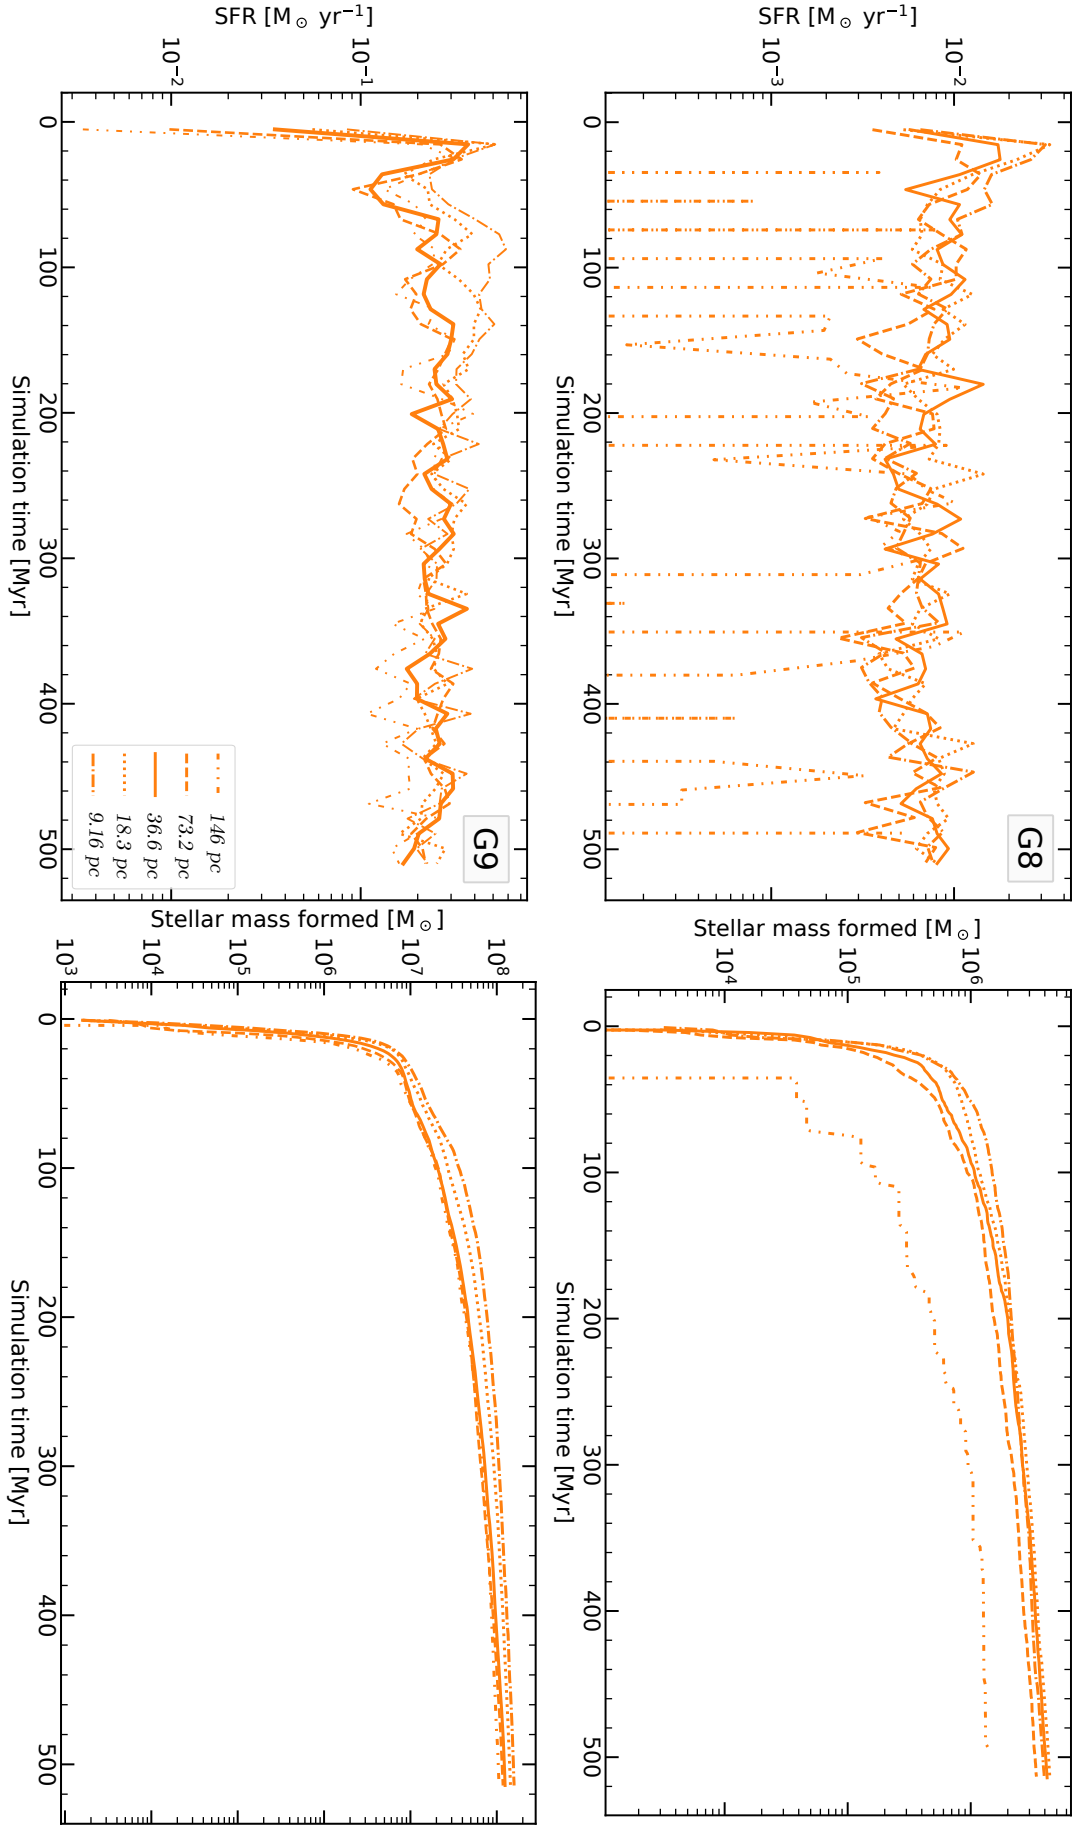 SFR [M⊙ yr⁻¹]
10⁻²
10⁻³
0
100
200
300
400
500
Simulation time [Myr]
G8
Stellar mass formed [M⊙]
10⁶
10⁵
10⁴
0
100
200
300
400
500
Simulation time [Myr]
SFR [M⊙ yr⁻¹]
10⁻¹
10⁻²
0
100
200
300
400
500
Simulation time [Myr]
G9
146 pc
73.2 pc
36.6 pc
18.3 pc
9.16 pc
Stellar mass formed [M⊙]
10⁸
10⁷
10⁶
10⁵
10⁴
10³
0
100
200
300
400
500
Simulation time [Myr]